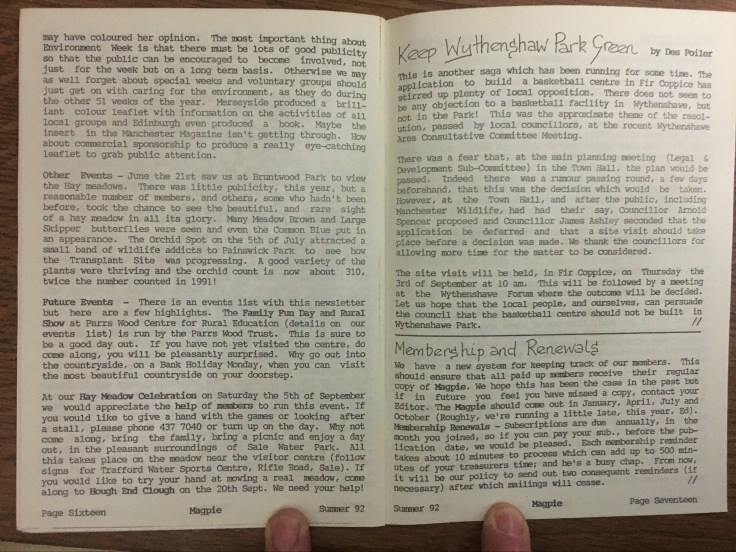 may have coloured her opinion. The most important thing about
Environment Week is that there must be lots of good publicity
so that the public can be encouraged to become involved, not
just for the week but on a long term basis. Otherwise we may
as well forget about special weeks and voluntary groups should
just get on with caring for the environment, as they do during
the other 51 weeks of the year. Merseyside produced a brill-
iant colour leaflet with information on the activities of all
local groups and Edinburgh even produced a book. Maybe the
insert in the Manchester Magazine isn't getting through. How
about commercial sponsorship to produce a really eye-catching
leaflet to grab public attention.
Other Events - June the 21st saw us at Bruntwood Park to view
the Hay meadows. There was little publicity, this year, but a
reasonable number of members, and others, some who hadn't been
before, took the chance to see the beautiful, and rare sight
of a hay meadow in all its glory. Many Meadow Brown and Large
Skipper butterflies were seen and even the Common Blue put in
an appearance. The Orchid Spot on the 5th of July attracted a
small band of wildlife addicts to Painswick Park to see how
the Transplant Site was progressing. A good variety of the
plants were thriving and the orchid count is now about 310,
twice the number counted in 1991!
Future Events - There is an events list with this newsletter
but here are a few highlights. The Family Fun Day and Rural
Show at Parrs Wood Centre for Rural Education (details on our
events list) is run by the Parrs Wood Trust. This is sure to
be a good day out. If you have not yet visited the centre, do
come along, you will be pleasantly surprised. Why go out into
the countryside, on a Bank Holiday Monday, when you can visit
the most beautiful countryside on your doorstep.
At our Hay Meadow Celebration on Saturday the 5th of September
we would appreciate the help of members to run this event. If
you would like to give a hand with the games or looking after
a stall, please phone 437 7040 or turn up on the day. Why not
come along, bring the family, bring a picnic and enjoy a day
out, in the pleasant surroundings of Sale Water Park. All
this takes place on the meadow near the visitor centre (follow
signs for Trafford Water Sports Centre, Rifle Road, Sale). If
you would like to try your hand at mowing a real meadow, come
along to Hough End Clough on the 20th Sept. We need your help!
Page Sixteen Magpie Summer 92
Keep Wythenshaw Park Green by Des Poiler
This is another saga which has been running for some time. The
application to build a basketball centre in Fir Coppice has
stirred up plenty of local opposition. There does not seem to
be any objection to a basketball facility in Wythenshaw, but
not in the Park! This was the approximate theme of the resol-
ution, passed by local councillors, at the recent Wythenshawe
Area Consultative Committee Meeting.
There was a fear that, at the main planning meeting (Legal &
Development Sub-Committee) in the Town Hall, the plan would be
passed. Indeed there was a rumour passing round, a few days
beforehand, that this was the decision which would be taken.
However, at the Town Hall, and after the public, including
Manchester Wildlife, had had their say, Councillor Arnold
Spencer proposed and Councillor James Ashley seconded that the
application be deferred and that a site visit should take
place before a decision was made. We thank the councillors for
allowing more time for the matter to be considered.
The site visit will be held, in Fir Coppice, on Thursday the
3rd of September at 10 am. This will be followed by a meeting
at the Wythenshawe Forum where the outcome will be decided.
Let us hope that the local people, and ourselves, can persuade
the council that the basketball centre should not be built in
Wythenshawe Park. //
Membership and Renewals
We have a new system for keeping track of our members. This
should ensure that all paid up members receive their regular
copy of Magpie. We hope this has been the case in the past but
if in future you feel you have missed a copy, contact your
Editor. The Magpie should come out in January, April, July and
October (Roughly, we're running a little late, this year. Ed).
Membership Renewals - Subscriptions are due annually, in the
month you joined, so if you can pay your sub., before the pub-
lication date, we would be pleased. Each membership reminder
takes about 10 minutes to process which can add up to 500 min-
utes of your treasurers time; and he's a busy chap. From now,
it will be our policy to send out two consequent reminders (if
necessary) after which mailings will cease. //
Summer 92 Magpie Page Seventeen